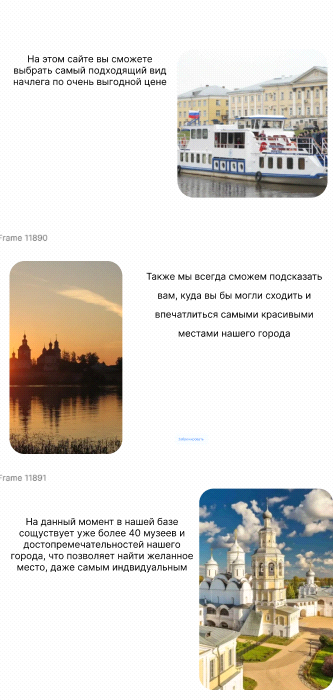 На этом сайте вы сможете
выбрать самый подходящий вид
начлега по очень выгодной цене
Frame 11890
Также мы всегда сможем подсказать
вам, куда вы бы могли сходить и
впечатлиться самыми красивыми
местами нашего города
Frame 11891
На данный момент в нашей базе
сощуствует уже более 40 музеев и
достопремечательностей нашего
города, что позволяет найти желанное
место, даже самым индвидуальным